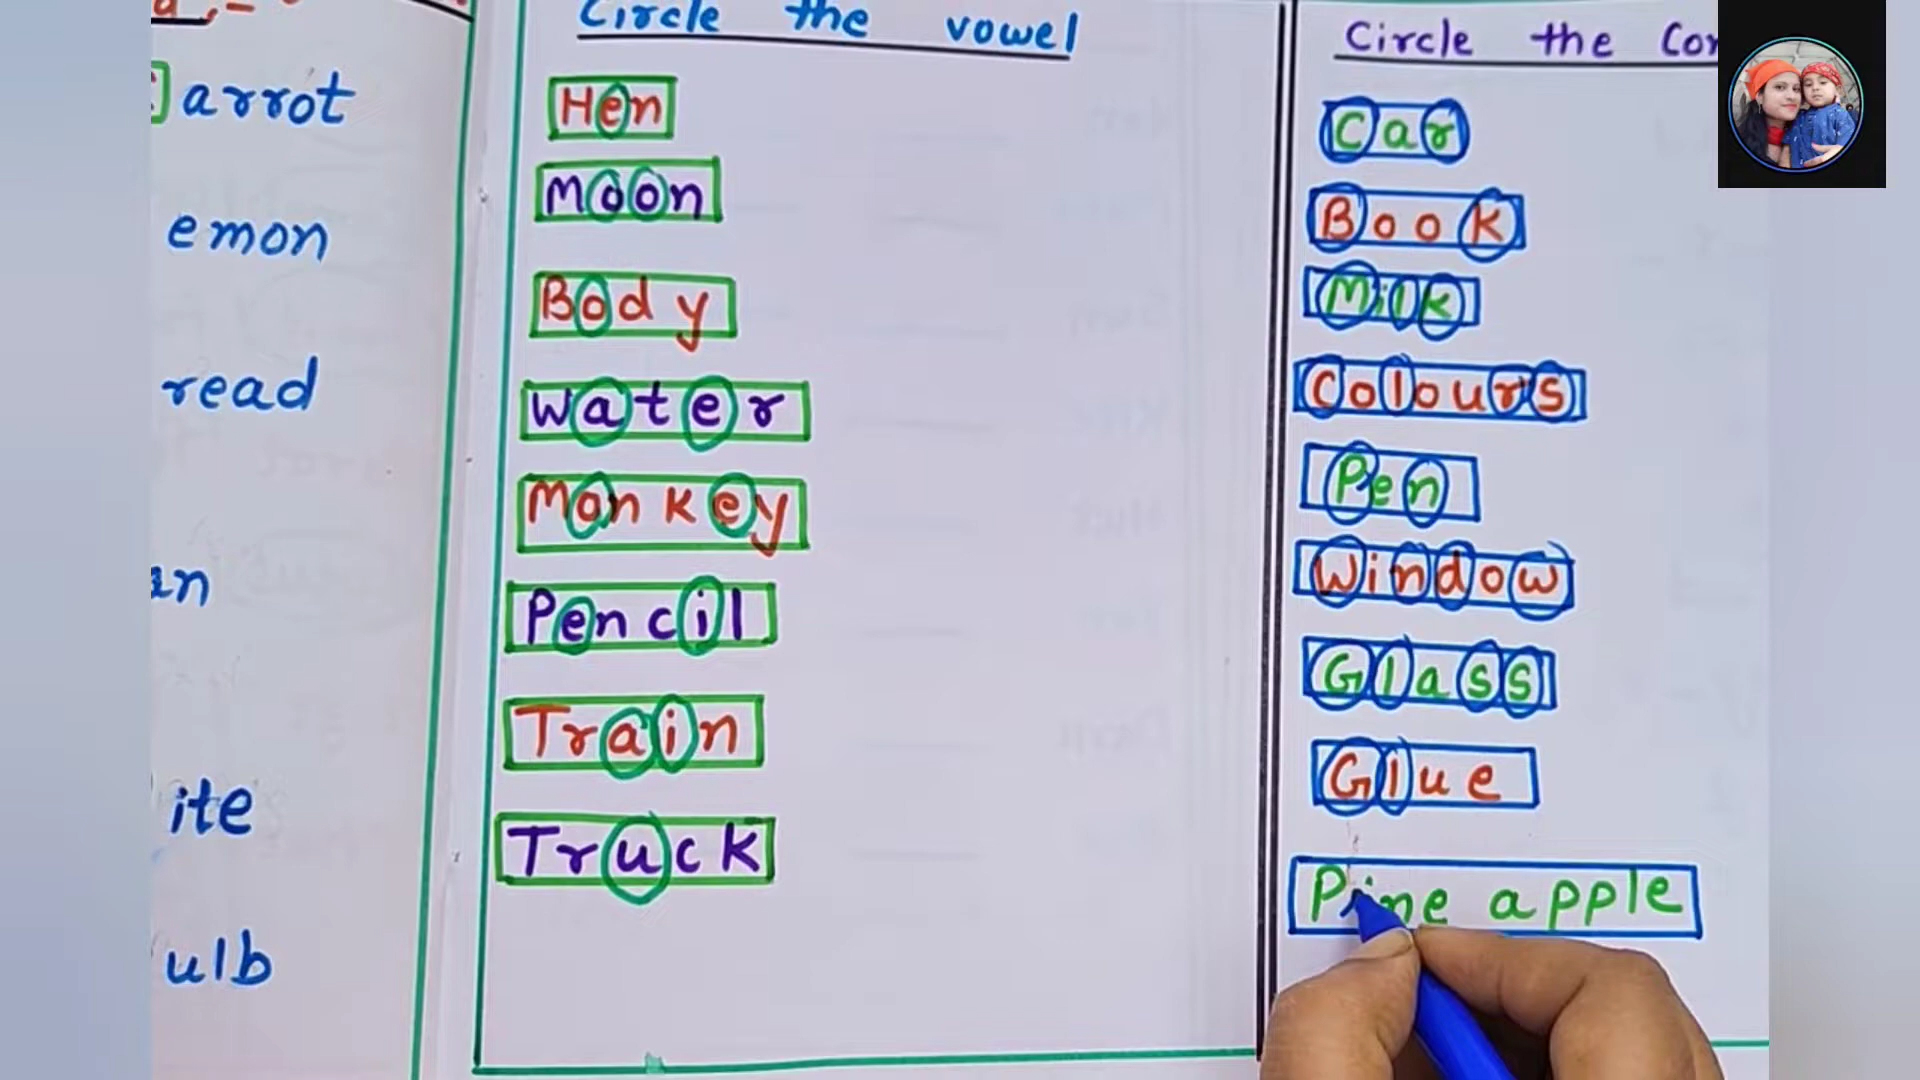 arrot
emon
read
an
ite
ulb
Circle the vowel
Hen
Moon
Body
Water
Monkey
Pencil
Train
Truck
Circle the Con
Car
Book
Milk
Colours
Pen
Window
Glass
Glue
Pine apple